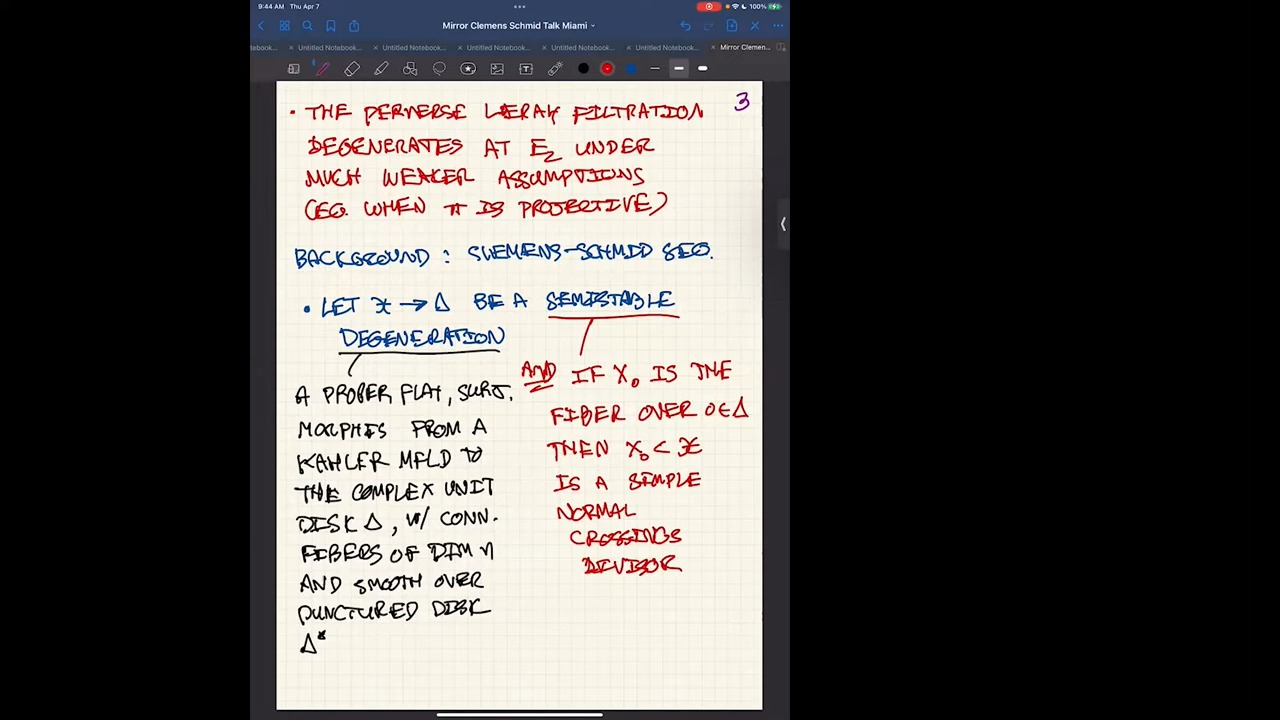 9:44 AM Thu Apr 7
100%
Mirror Clemens Schmid Talk Miami
tebook...
Untitled Notebook...
Untitled Notebook...
Untitled Notebook...
Untitled Notebook...
Untitled Notebook...
Mirror Clemen...
3
• THE PERVERSE LERAY FILTRATION
DEGENERATES AT E₂ UNDER
MUCH WEAKER ASSUMPTIONS
(EG. WHEN π IS PROJECTIVE)
BACKGROUND : CLEMENS-SCHMID SEQ.
• LET 𝒳 → Δ BE A SEMISTABLE
DEGENERATION
A PROPER FLAT, SURJ.
MORPHIS FROM A
KAHLER MFLD TO
THE COMPLEX UNIT
DISK Δ, W/ CONN.
FIBERS OF DIM n
AND SMOOTH OVER
PUNCTURED DISK
Δ*
AND IF X₀ IS THE
FIBER OVER 0 ∈ Δ
THEN X₀ ⊂ 𝒳
IS A SIMPLE
NORMAL
CROSSINGS
DIVISOR